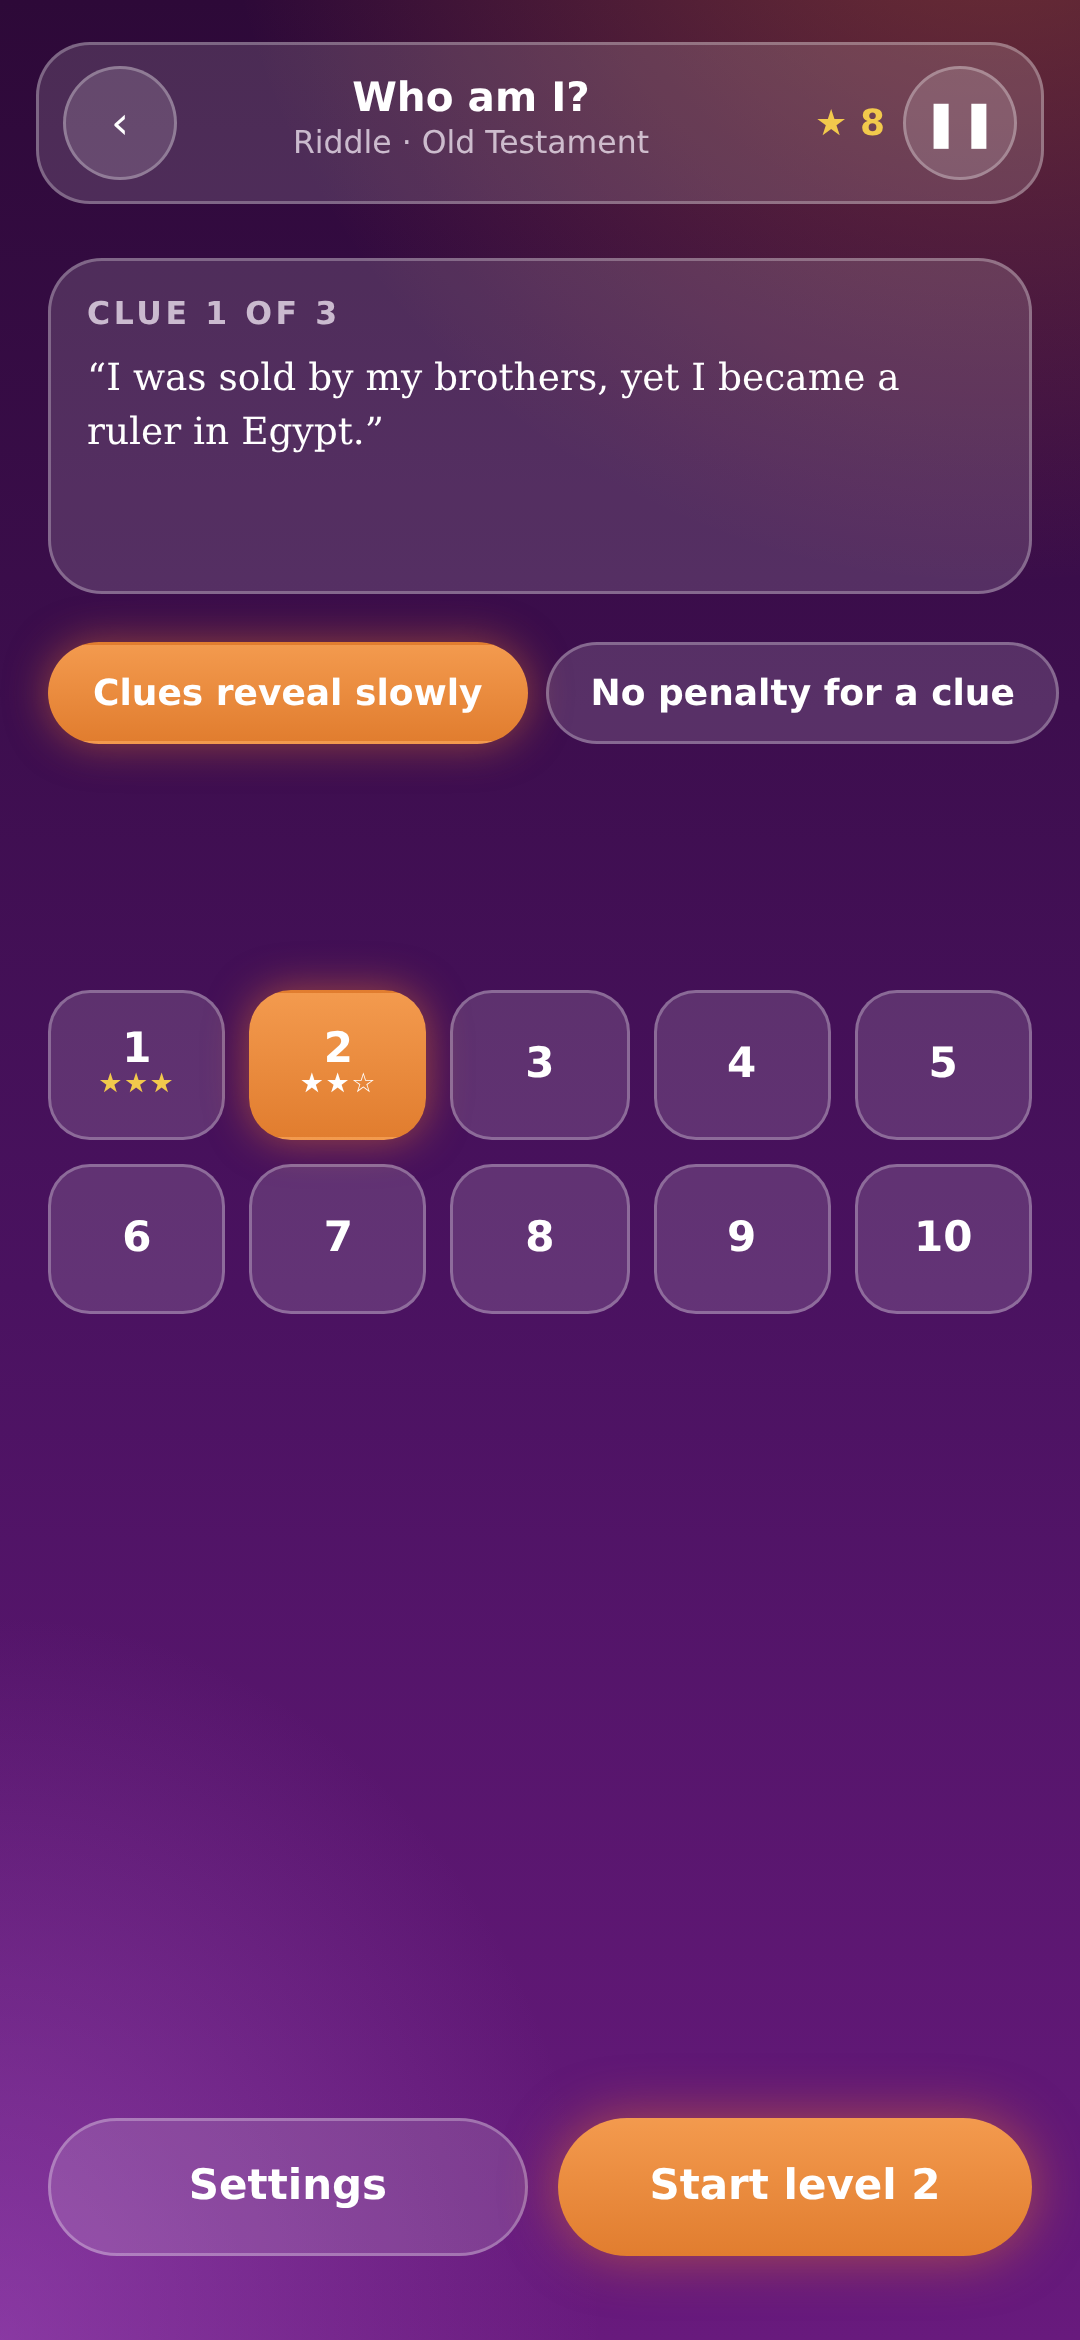 ‹
Who am I?
Riddle · Old Testament
★ 8
❚❚
CLUE 1 OF 3
“I was sold by my brothers, yet I became a
ruler in Egypt.”
Clues reveal slowly
No penalty for a clue
1
★★★
2
★★☆
3
4
5
6
7
8
9
10
Settings
Start level 2